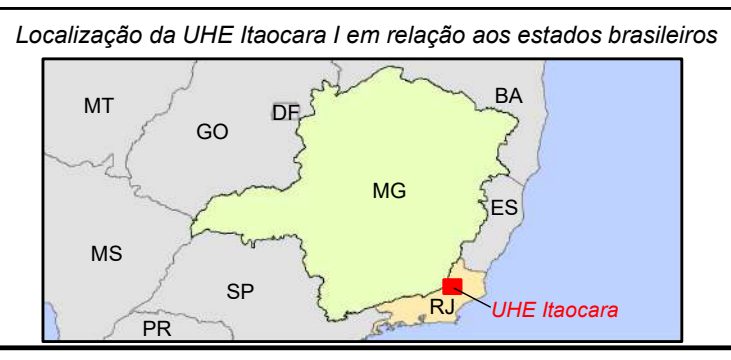 Localização da UHE Itaocara I em relação aos estados brasileiros
MT
BA
DF
GO
MG
ES
MS
SP
RJ
UHE Itaocara
PR